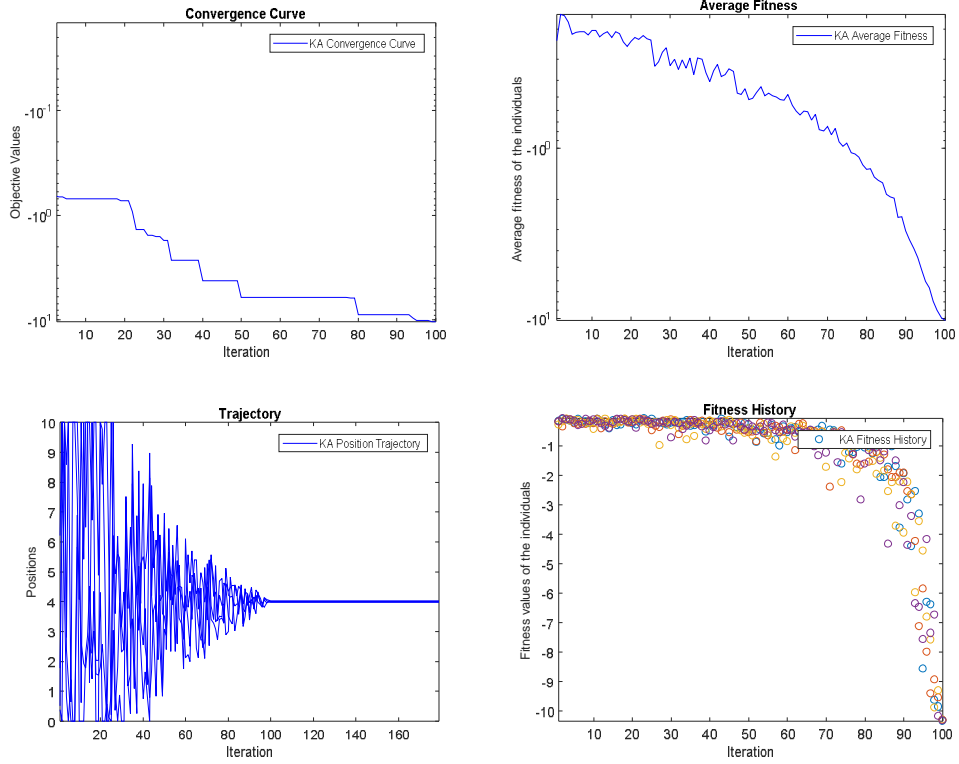 Convergence Curve
KA Convergence Curve
Objective Values
-10^-1
-10^0
-10^1
10 20 30 40 50 60 70 80 90 100
Iteration
Average Fitness
KA Average Fitness
Average fitness of the individuals
-10^0
-10^1
10 20 30 40 50 60 70 80 90 100
Iteration
Trajectory
KA Position Trajectory
Positions
10
9
8
7
6
5
4
3
2
1
0
20 40 60 80 100 120 140 160
Iteration
Fitness History
KA Fitness History
Fitness values of the individuals
-1
-2
-3
-4
-5
-6
-7
-8
-9
-10
10 20 30 40 50 60 70 80 90 100
Iteration